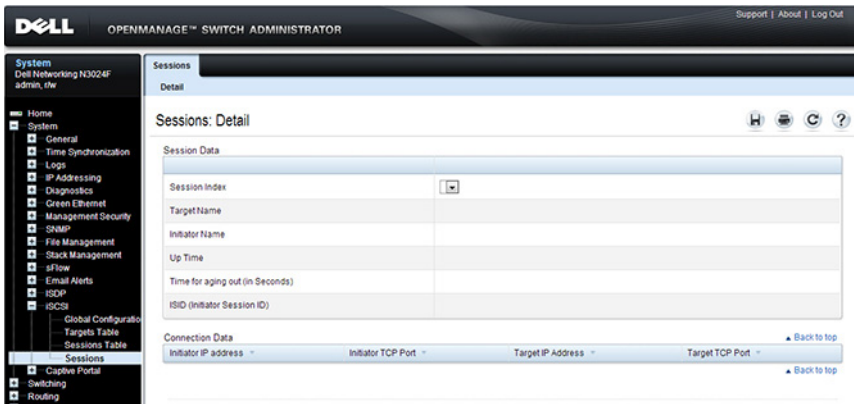 DELL
OPENMANAGE™ SWITCH ADMINISTRATOR
Support | About | Log Out
System
Dell Networking N3024F
admin, r/w
Home
System
General
Time Synchronization
Logs
IP Addressing
Diagnostics
Green Ethernet
Management Security
SNMP
File Management
Stack Management
sFlow
Email Alerts
ISDP
iSCSI
Global Configuratio
Targets Table
Sessions Table
Sessions
Captive Portal
Switching
Routing
Sessions
Detail
Sessions: Detail
Session Data
Session Index
Target Name
Initiator Name
Up Time
Time for aging out (in Seconds)
ISID (Initiator Session ID)
Connection Data
Back to top
Initiator IP address Initiator TCP Port Target IP Address Target TCP Port
Back to top